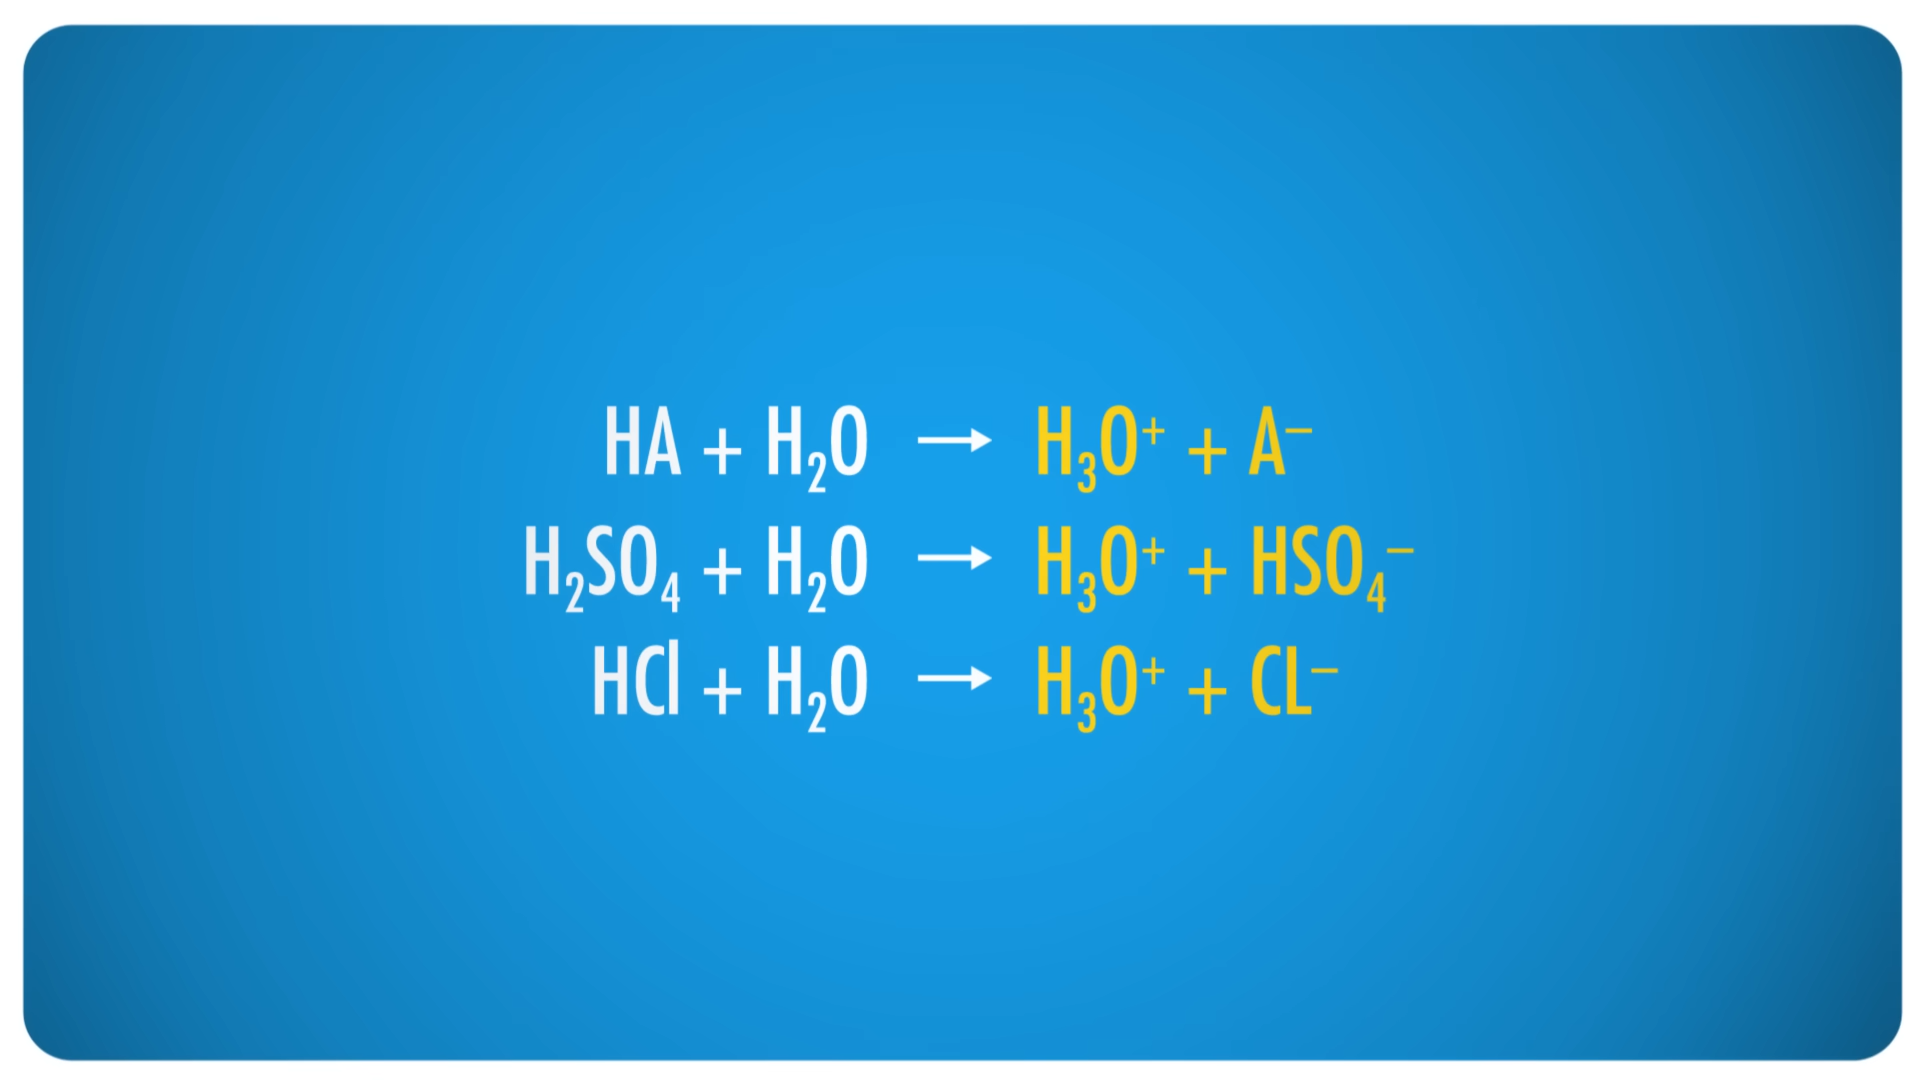 HA + H₂O → H₃O⁺ + A⁻
H₂SO₄ + H₂O → H₃O⁺ + HSO₄⁻
HCl + H₂O → H₃O⁺ + CL⁻